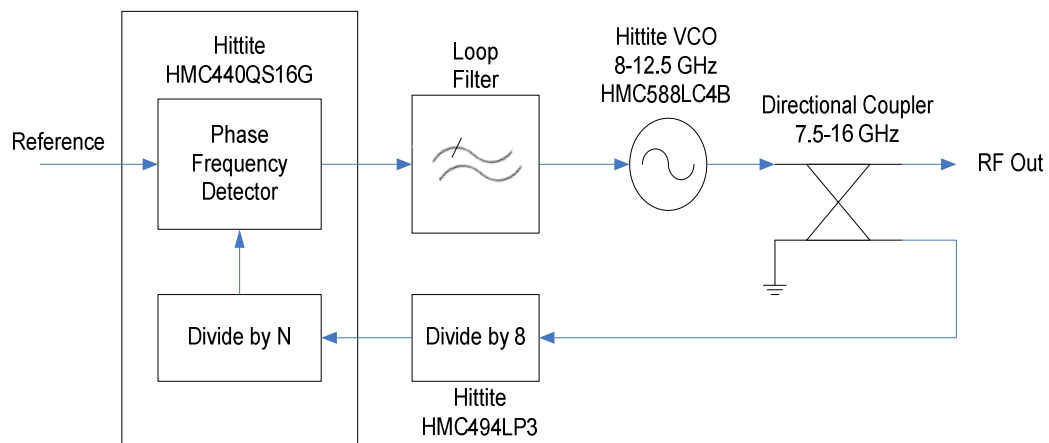 Hittite
HMC440QS16G
Loop
Filter
Hittite VCO
8-12.5 GHz
HMC588LC4B
Directional Coupler
7.5-16 GHz
Reference
Phase
Frequency
Detector
RF Out
Divide by N
Divide by 8
Hittite
HMC494LP3